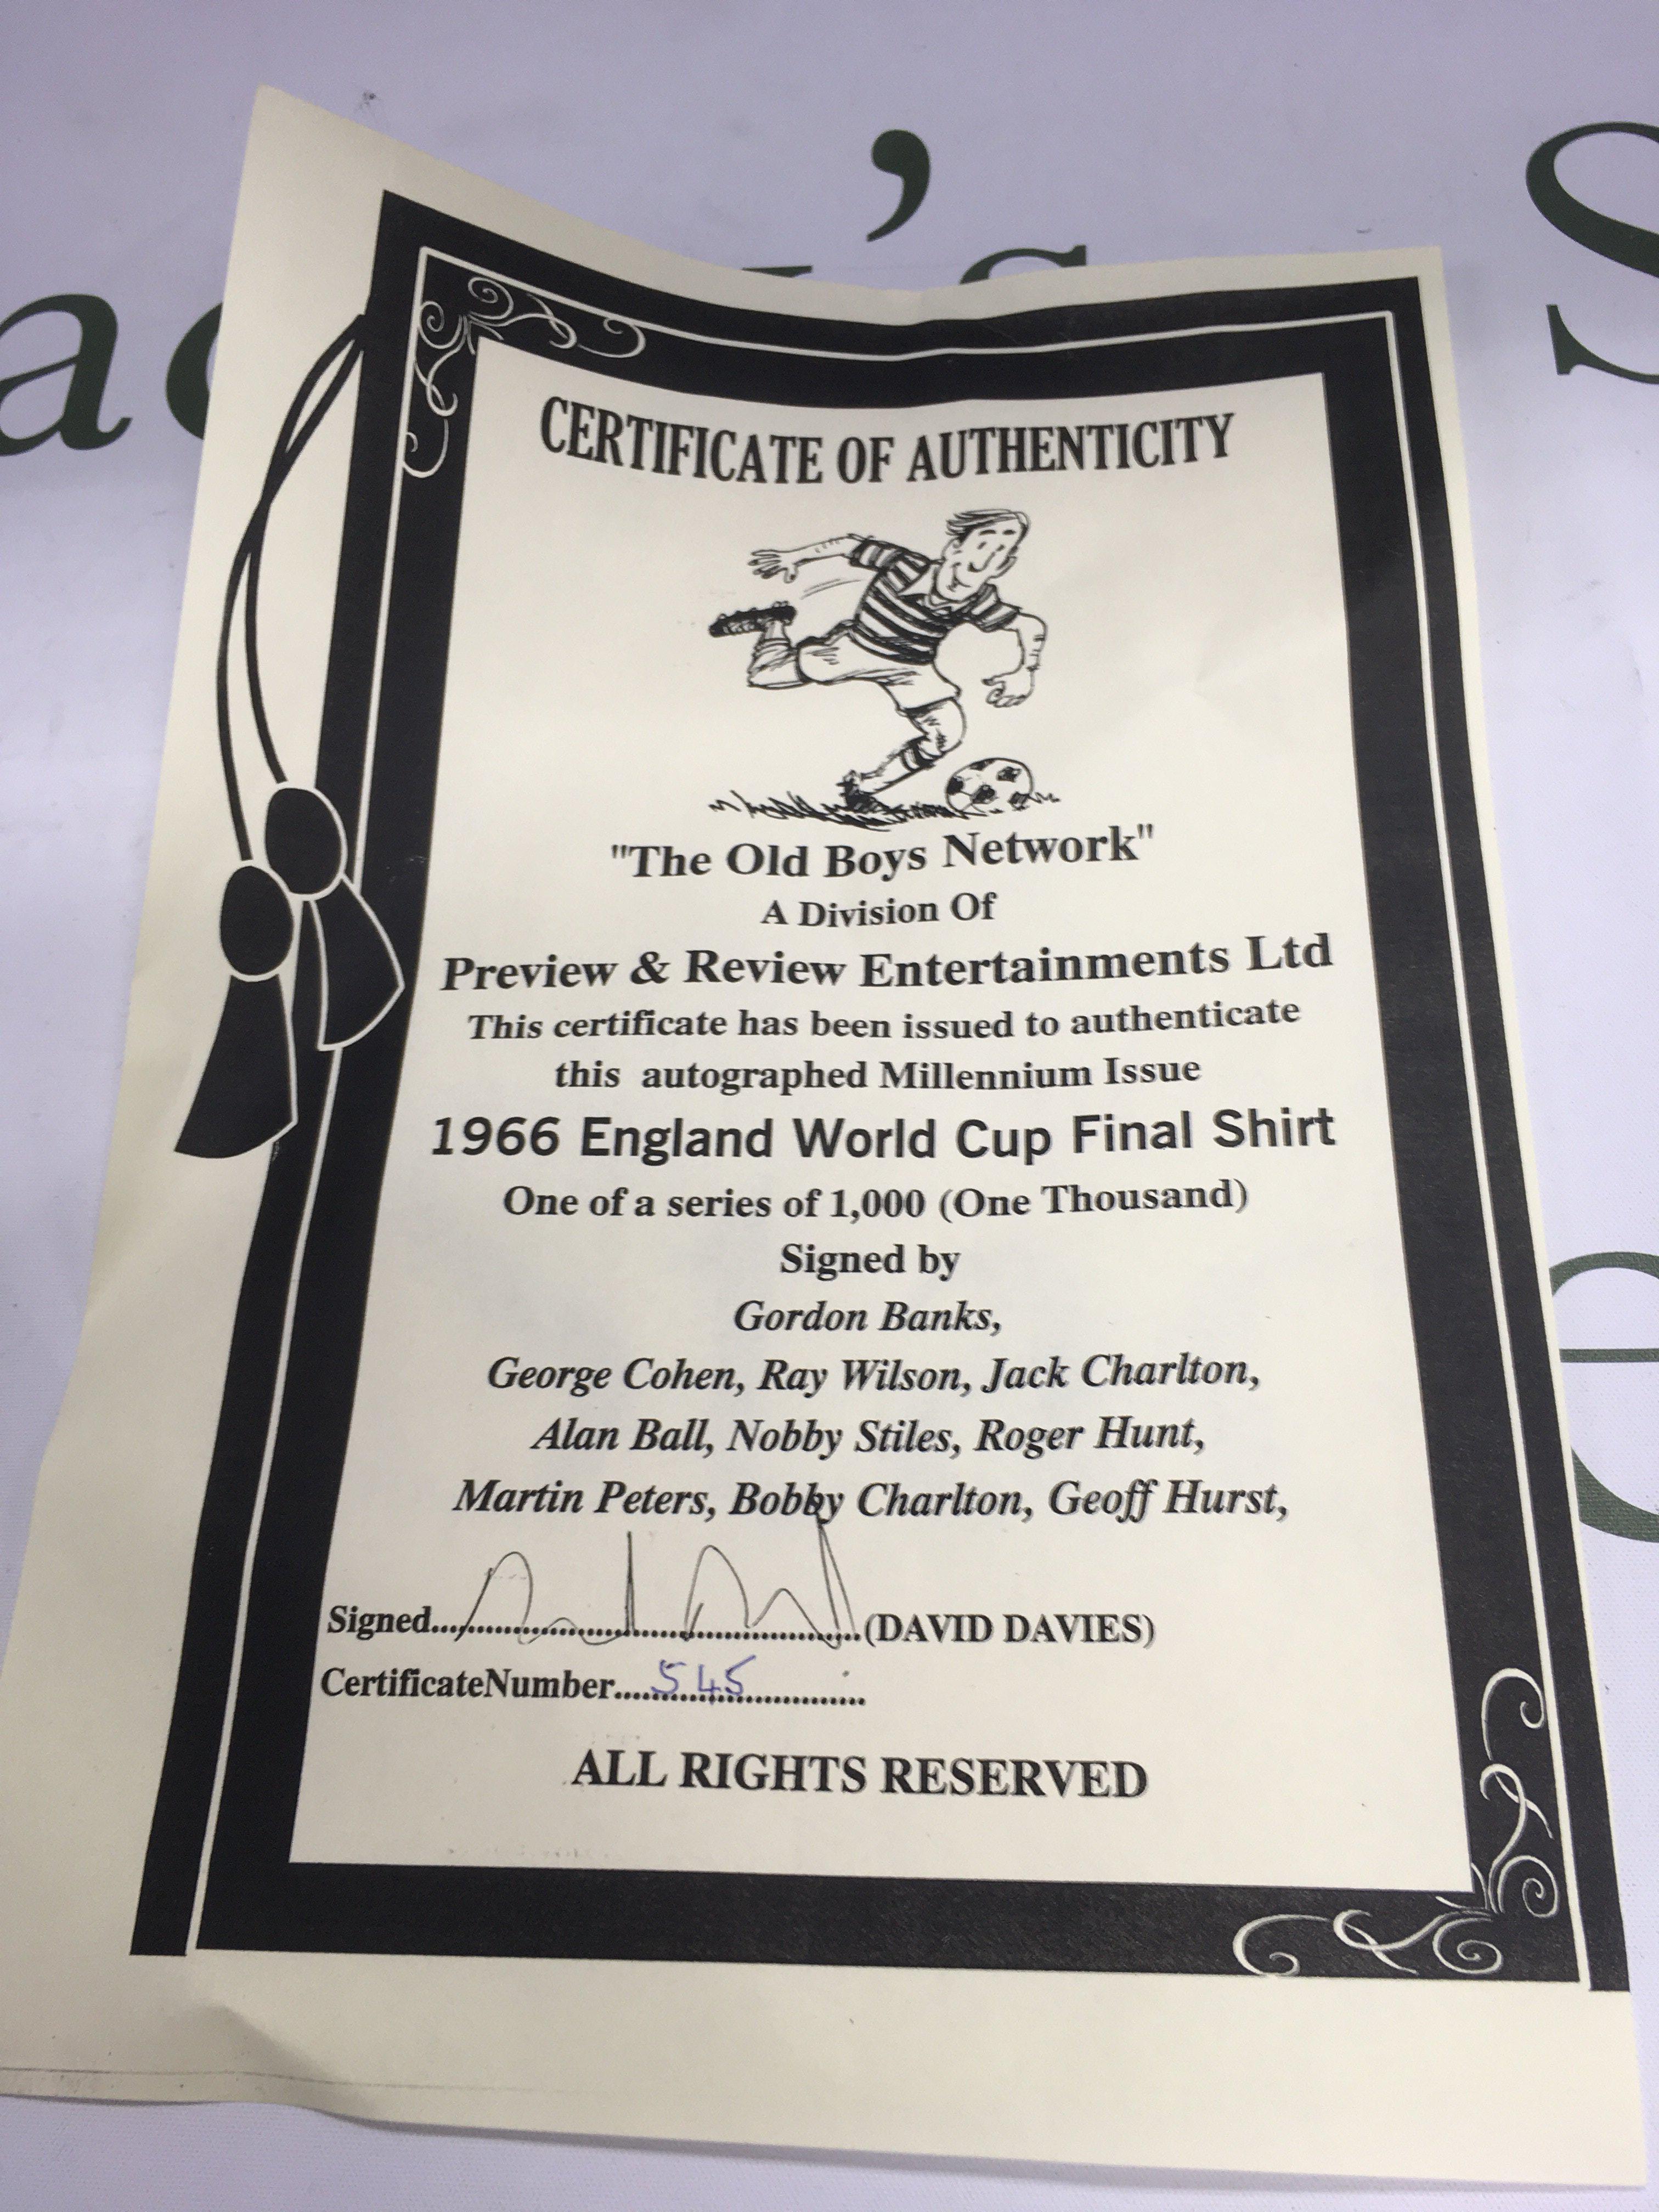 CERTIFICATE OF AUTHENTICITY
"The Old Boys Network"
A Division Of
Preview & Review Entertainments Ltd
This certificate has been issued to authenticate
this autographed Millennium Issue
1966 England World Cup Final Shirt
One of a series of 1,000 (One Thousand)
Signed by
Gordon Banks,
George Cohen, Ray Wilson, Jack Charlton,
Alan Ball, Nobby Stiles, Roger Hunt,
Martin Peters, Bobby Charlton, Geoff Hurst,
Signed..........(DAVID DAVIES)
CertificateNumber....545..........
ALL RIGHTS RESERVED